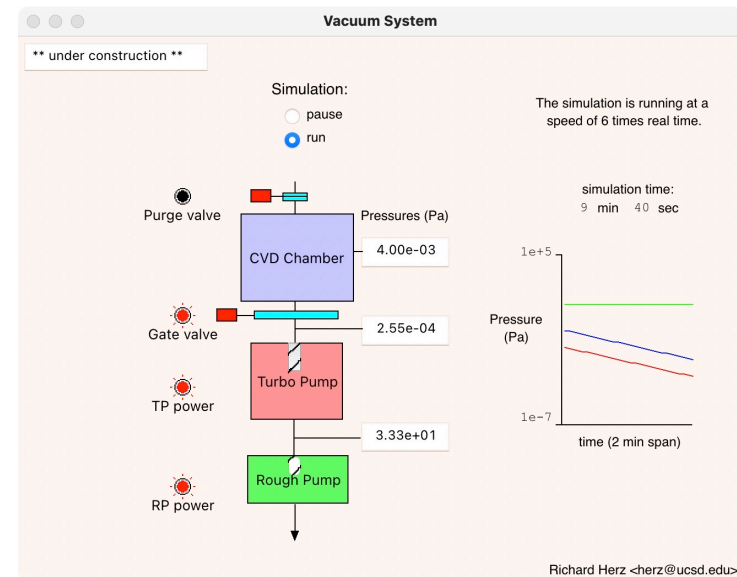 Vacuum System
** under construction **
Simulation:
pause
run
The simulation is running at a
speed of 6 times real time.
simulation time:
9 min 40 sec
Purge valve
Pressures (Pa)
CVD Chamber
4.00e-03
Gate valve
2.55e-04
Turbo Pump
TP power
3.33e+01
Rough Pump
RP power
1e+5
Pressure
(Pa)
1e-7
time (2 min span)
Richard Herz <herz@ucsd.edu>